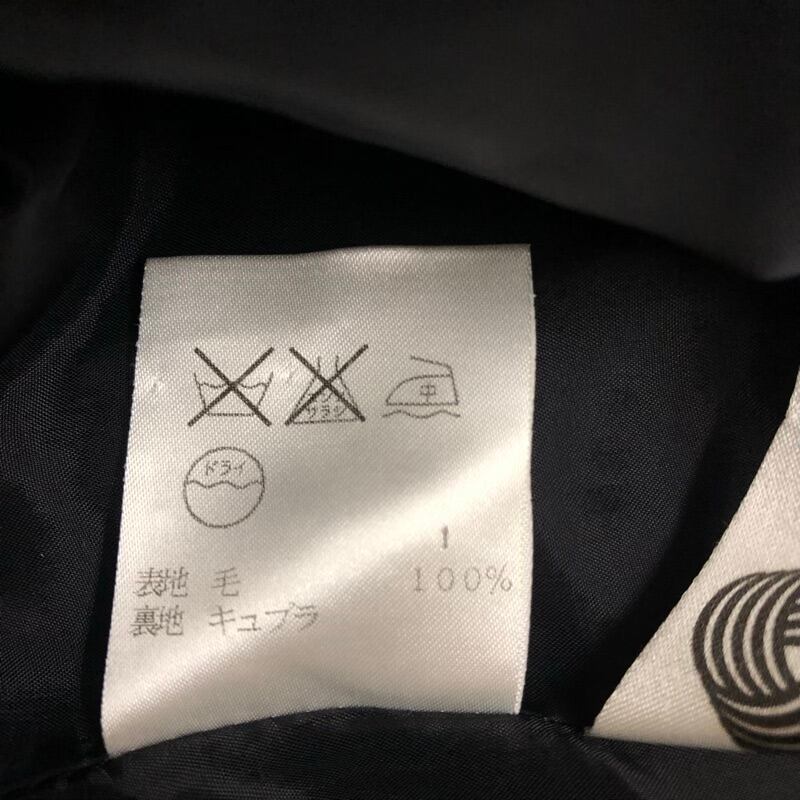 サラシ
中
ドライ
1
表地 毛 100%
裏地 キュプラ